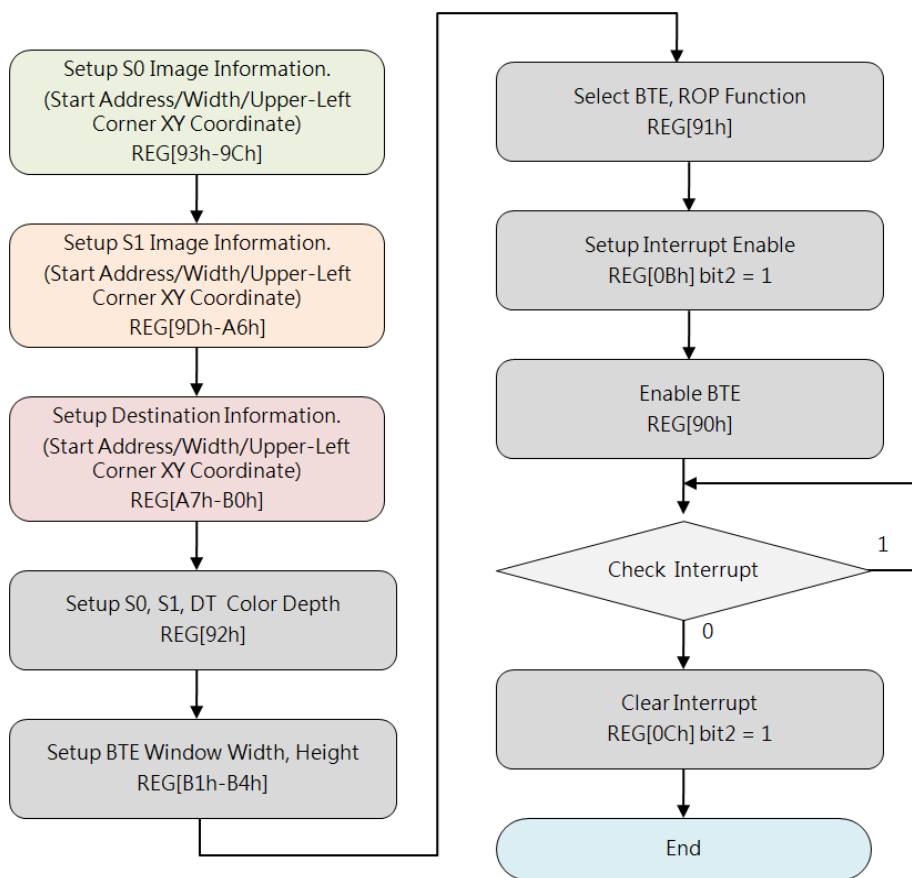 Setup S0 Image Information.
(Start Address/Width/Upper-Left
Corner XY Coordinate)
REG[93h-9Ch]
Setup S1 Image Information.
(Start Address/Width/Upper-Left
Corner XY Coordinate)
REG[9Dh-A6h]
Setup Destination Information.
(Start Address/Width/Upper-Left
Corner XY Coordinate)
REG[A7h-B0h]
Setup S0, S1, DT Color Depth
REG[92h]
Setup BTE Window Width, Height
REG[B1h-B4h]
Select BTE, ROP Function
REG[91h]
Setup Interrupt Enable
REG[0Bh] bit2 = 1
Enable BTE
REG[90h]
Check Interrupt
1
0
Clear Interrupt
REG[0Ch] bit2 = 1
End